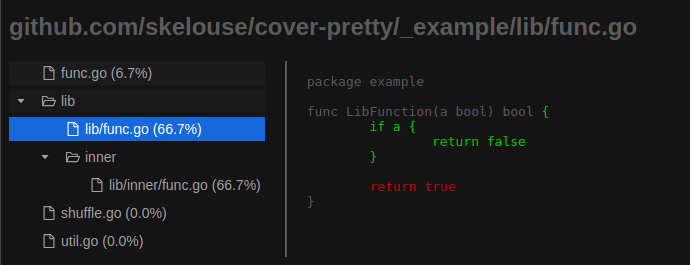 github.com/skelouse/cover-pretty/_example/lib/func.go
func.go (6.7%)
lib
lib/func.go (66.7%)
inner
lib/inner/func.go (66.7%)
shuffle.go (0.0%)
util.go (0.0%)
package example
func LibFunction(a bool) bool {
if a {
return false
}
return true
}